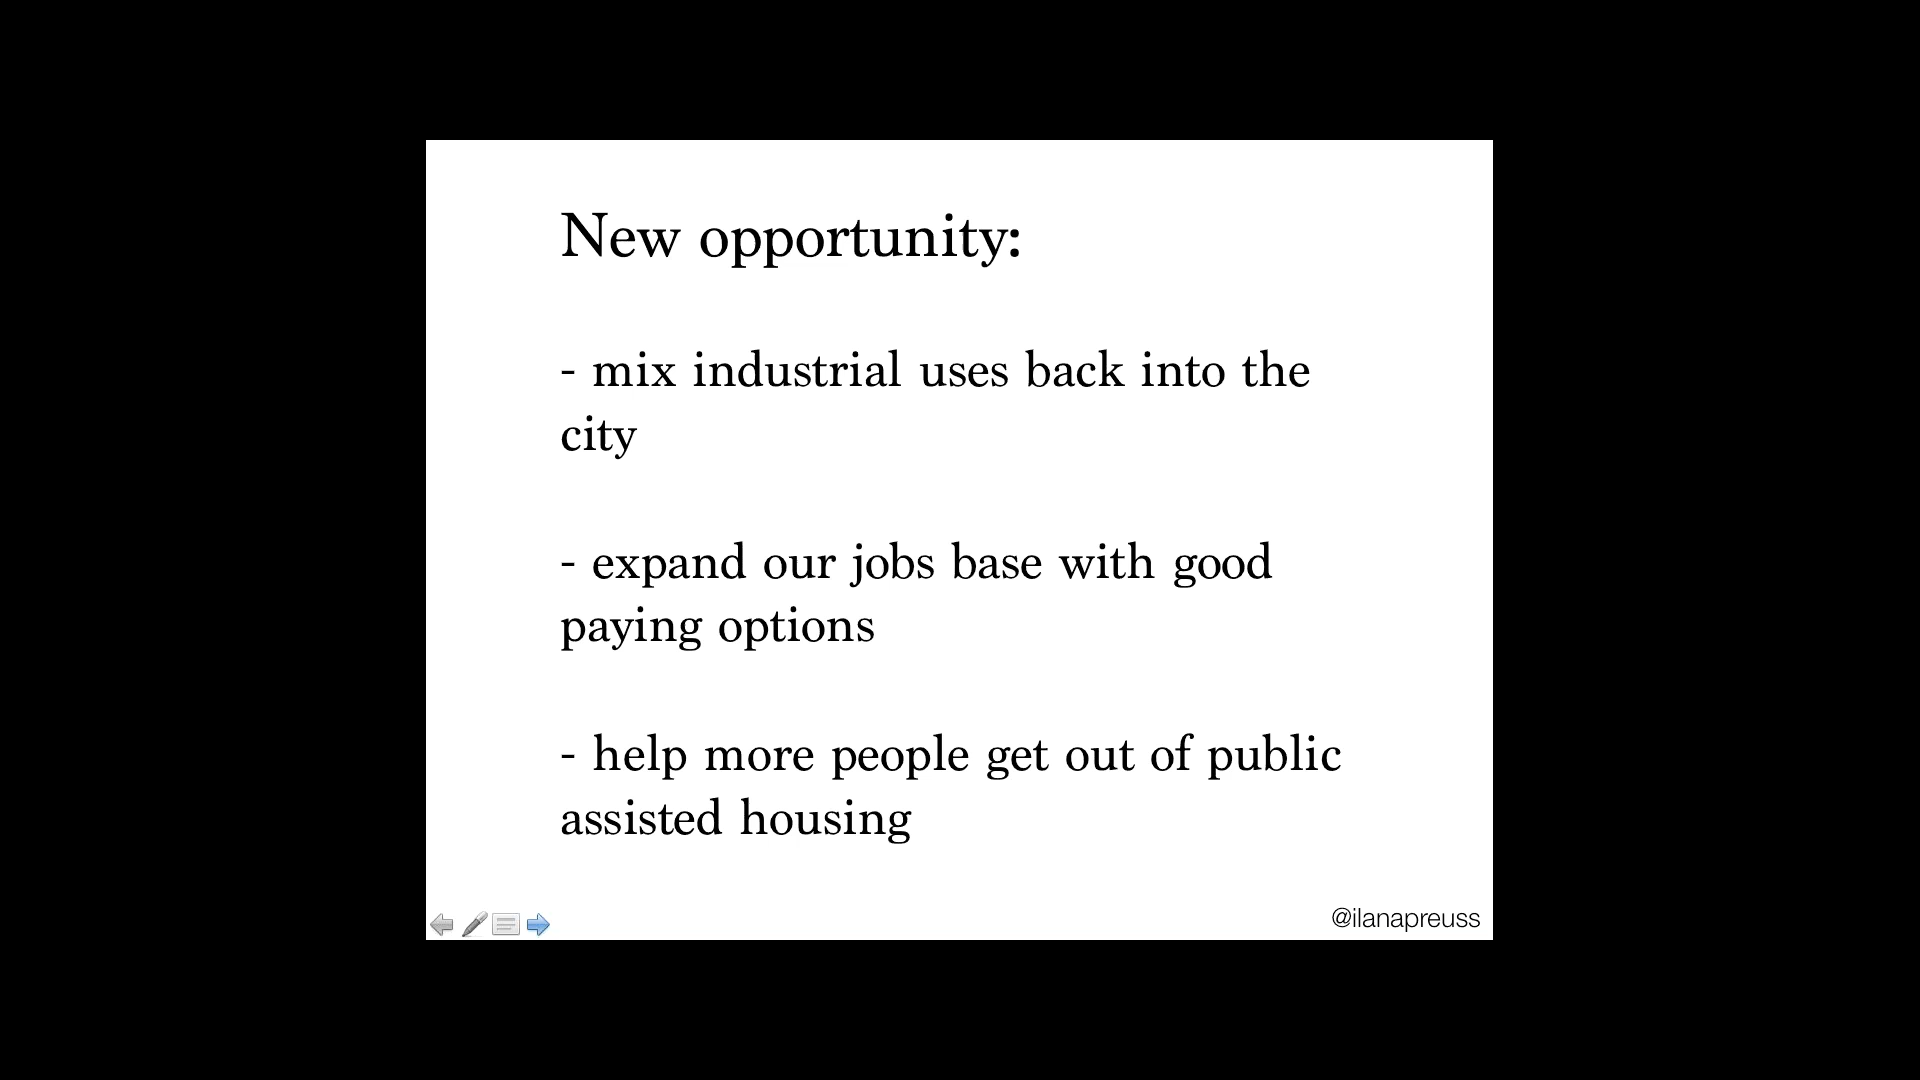 New opportunity:
- mix industrial uses back into the
city
- expand our jobs base with good
paying options
- help more people get out of public
assisted housing
@ilanapreuss